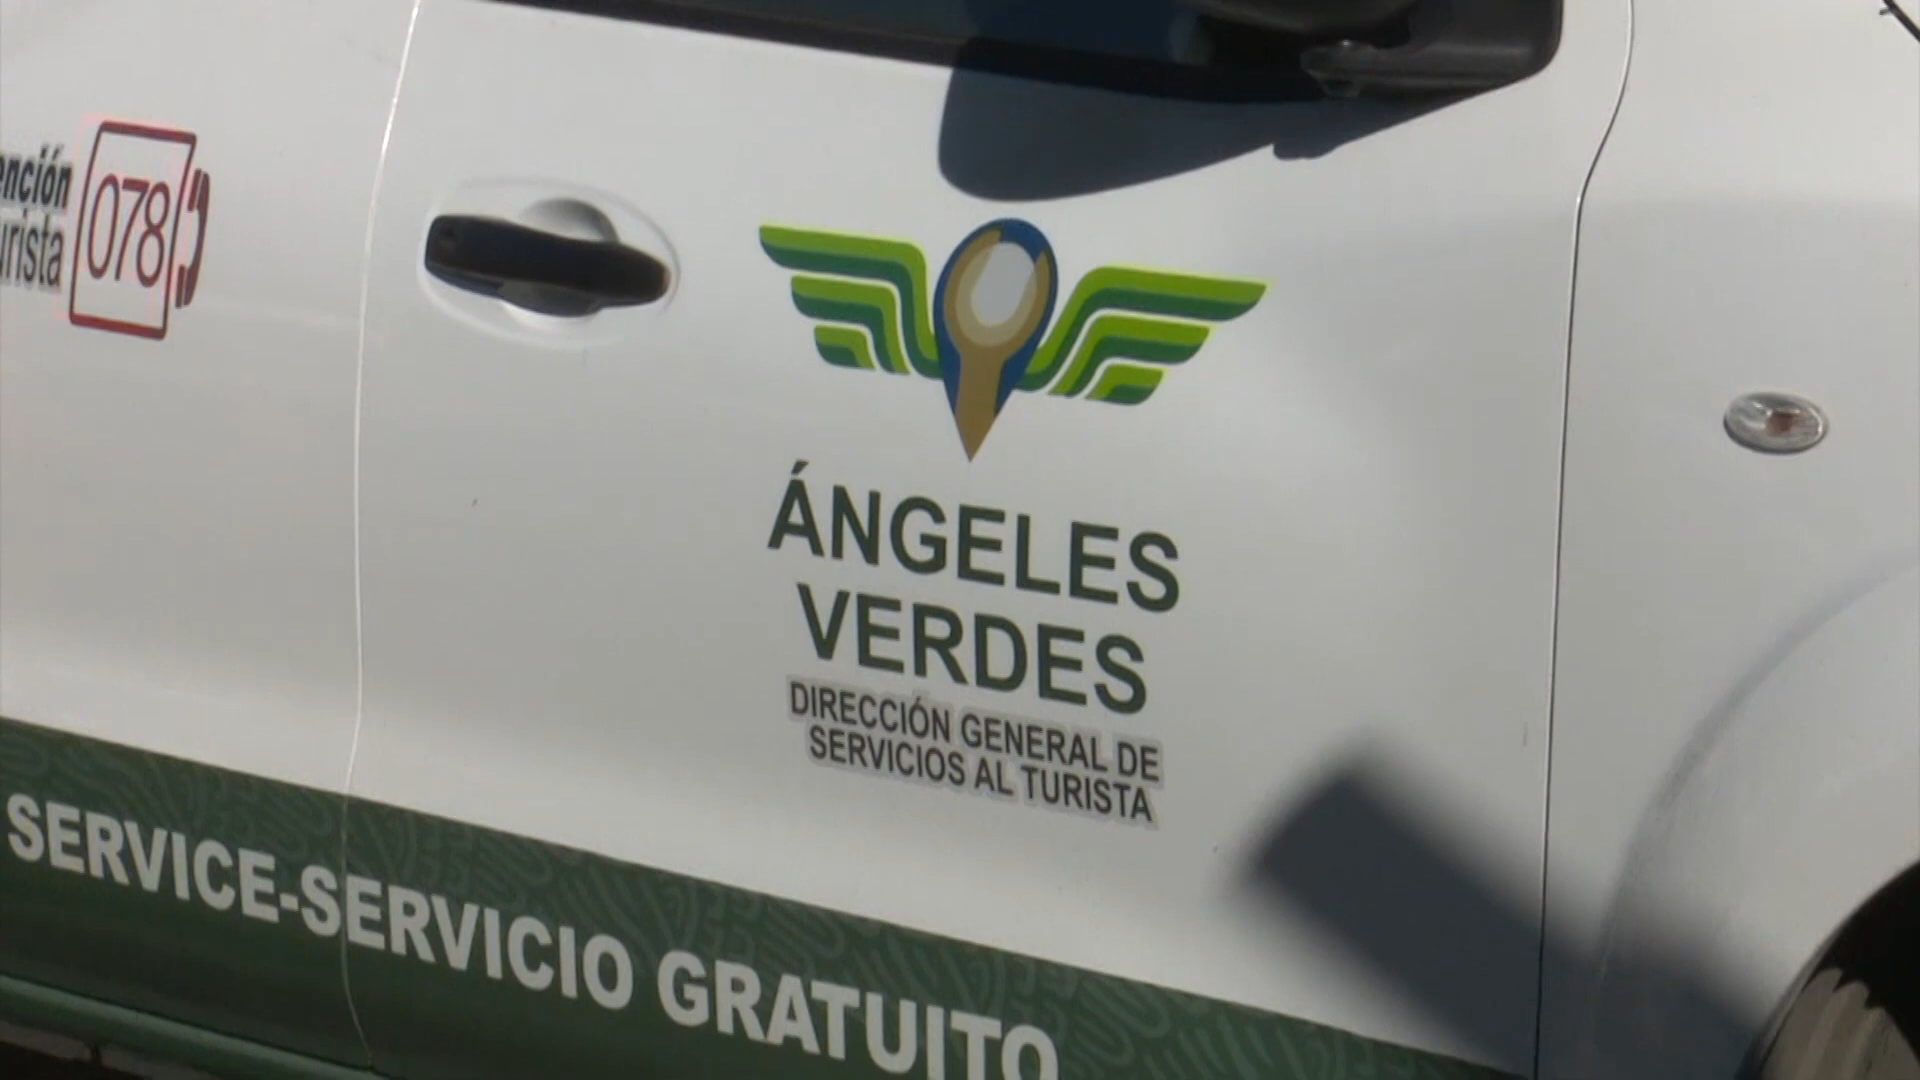 ención
urista
078
ÁNGELES
VERDES
DIRECCIÓN GENERAL DE
SERVICIOS AL TURISTA
SERVICE-SERVICIO GRATUITO